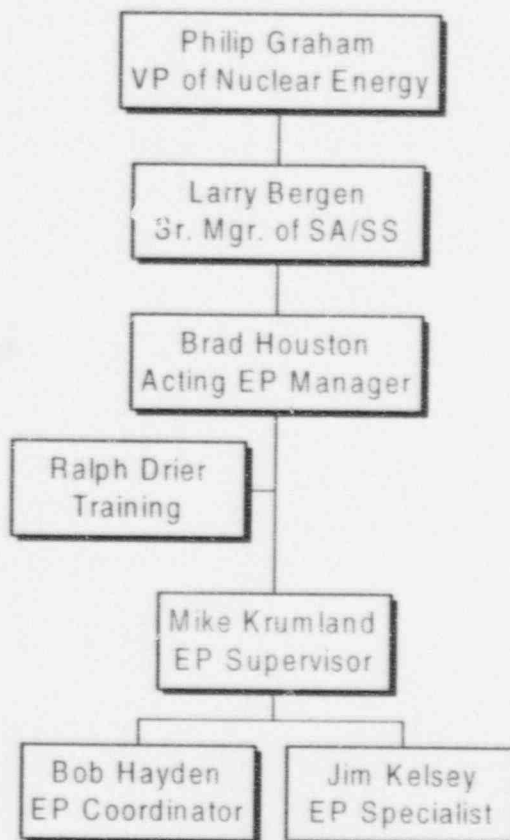 Philip Graham
VP of Nuclear Energy
Larry Bergen
Sr. Mgr. of SA/SS
Brad Houston
Acting EP Manager
Ralph Drier
Training
Mike Krumland
EP Supervisor
Bob Hayden
EP Coordinator
Jim Kelsey
EP Specialist